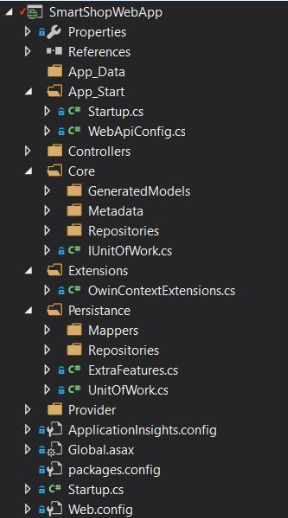 SmartShopWebApp
Properties
References
App_Data
App_Start
C# Startup.cs
C# WebApiConfig.cs
Controllers
Core
GeneratedModels
Metadata
Repositories
C# IUnitOfWork.cs
Extensions
C# OwinContextExtensions.cs
Persistance
Mappers
Repositories
C# ExtraFeatures.cs
C# UnitOfWork.cs
Provider
ApplicationInsights.config
Global.asax
packages.config
C# Startup.cs
Web.config